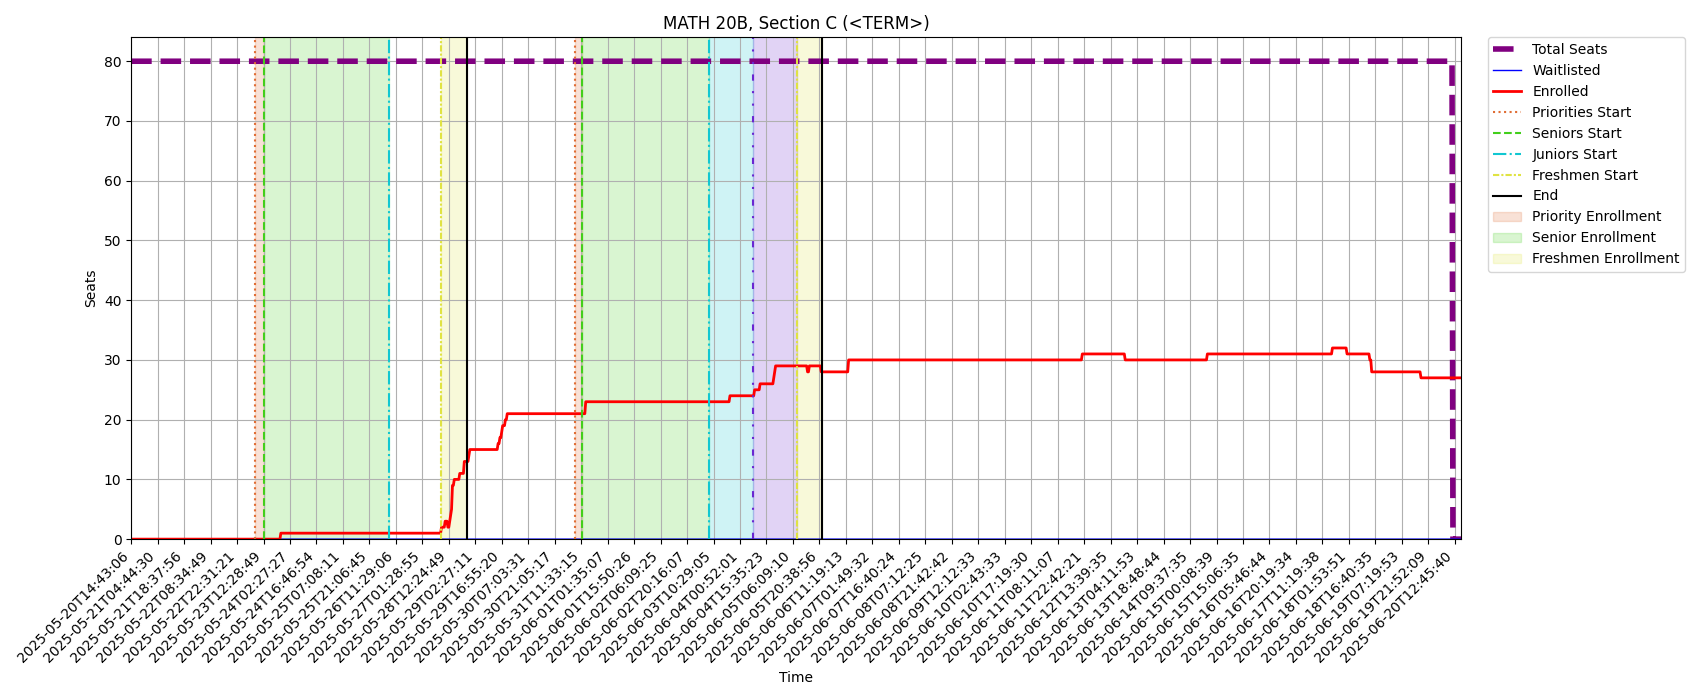 MATH 20B, Section C (<TERM>)
Total Seats
Waitlisted
Enrolled
Priorities Start
Seniors Start
Juniors Start
Freshmen Start
End
Priority Enrollment
Senior Enrollment
Freshmen Enrollment
Seats
80
70
60
50
40
30
20
10
0
2025-05-20T14:43:06
2025-05-21T04:44:30
2025-05-21T18:37:56
2025-05-22T08:34:49
2025-05-22T22:31:21
2025-05-23T12:28:49
2025-05-24T02:27:27
2025-05-24T16:46:54
2025-05-25T07:08:11
2025-05-25T21:06:45
2025-05-26T11:29:06
2025-05-27T01:28:55
2025-05-28T12:24:49
2025-05-29T02:27:11
2025-05-29T16:55:20
2025-05-30T07:03:31
2025-05-30T21:05:17
2025-05-31T11:33:15
2025-06-01T01:35:07
2025-06-01T15:50:26
2025-06-02T06:09:25
2025-06-02T20:16:07
2025-06-03T10:29:05
2025-06-04T00:52:01
2025-06-04T15:35:23
2025-06-05T06:09:10
2025-06-05T20:38:56
2025-06-06T11:19:13
2025-06-07T01:49:32
2025-06-07T16:40:24
2025-06-08T07:12:25
2025-06-08T21:42:42
2025-06-09T12:12:33
2025-06-10T02:43:33
2025-06-10T17:19:30
2025-06-11T08:11:07
2025-06-11T22:42:21
2025-06-12T13:39:35
2025-06-13T04:11:53
2025-06-13T18:48:44
2025-06-14T09:37:35
2025-06-15T00:08:39
2025-06-15T15:06:35
2025-06-16T05:46:44
2025-06-16T20:19:34
2025-06-17T11:19:38
2025-06-18T01:53:51
2025-06-18T16:40:35
2025-06-19T07:19:53
2025-06-19T21:52:09
2025-06-20T12:45:40
Time